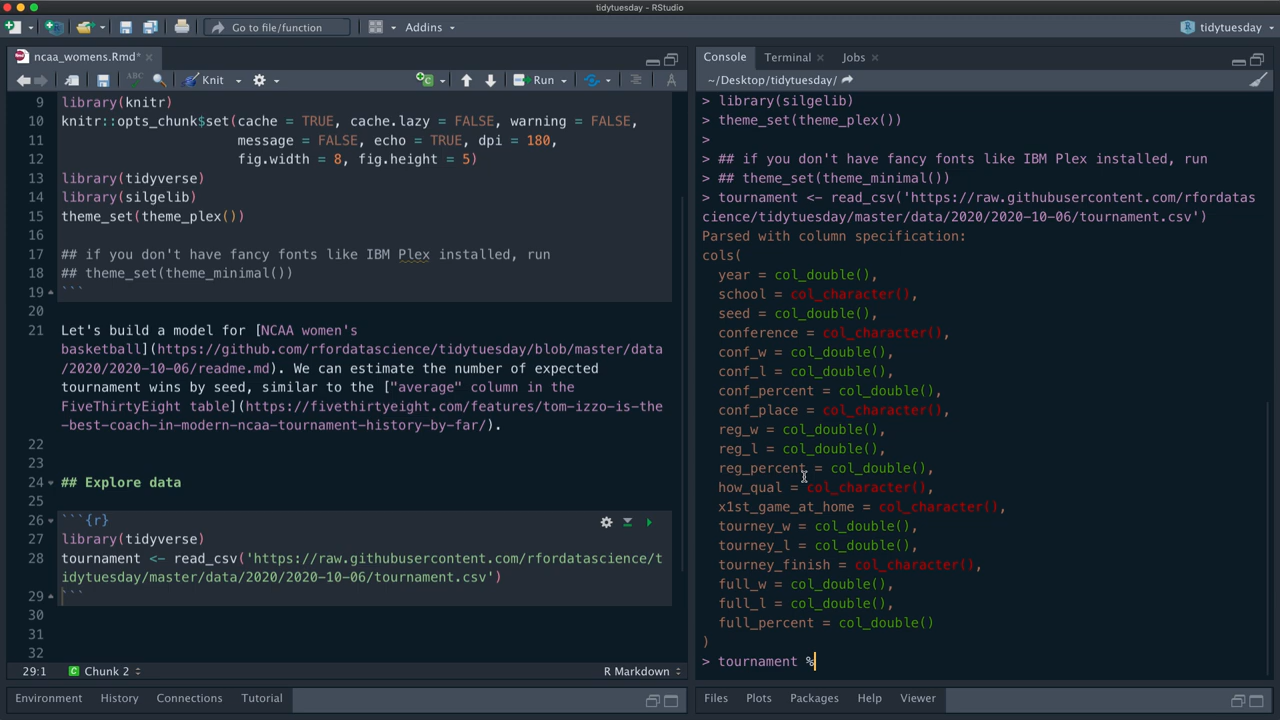 tidytuesday - RStudio
Go to file/function
Addins
tidytuesday
ncaa_womens.Rmd*
ABC
Knit
Run
9 library(knitr)
10 knitr::opts_chunk$set(cache = TRUE, cache.lazy = FALSE, warning = FALSE,
11 message = FALSE, echo = TRUE, dpi = 180,
12 fig.width = 8, fig.height = 5)
13 library(tidyverse)
14 library(silgelib)
15 theme_set(theme_plex())
16
17 ## if you don't have fancy fonts like IBM Plex installed, run
18 ## theme_set(theme_minimal())
19 ```
20
21 Let's build a model for [NCAA women's
basketball](https://github.com/rfordatascience/tidytuesday/blob/master/data
/2020/2020-10-06/readme.md). We can estimate the number of expected
tournament wins by seed, similar to the ["average" column in the
FiveThirtyEight table](https://fivethirtyeight.com/features/tom-izzo-is-the
-best-coach-in-modern-ncaa-tournament-history-by-far/).
22
23
24 ## Explore data
25
26 ```{r}
27 library(tidyverse)
28 tournament <- read_csv('https://raw.githubusercontent.com/rfordatascience/t
idytuesday/master/data/2020/2020-10-06/tournament.csv')
29 ```
30
31
32
29:1 C Chunk 2 R Markdown
Environment History Connections Tutorial
Console Terminal Jobs
~/Desktop/tidytuesday/
> library(silgelib)
> theme_set(theme_plex())
>
> ## if you don't have fancy fonts like IBM Plex installed, run
> ## theme_set(theme_minimal())
> tournament <- read_csv('https://raw.githubusercontent.com/rfordatas
cience/tidytuesday/master/data/2020/2020-10-06/tournament.csv')
Parsed with column specification:
cols(
year = col_double(),
school = col_character(),
seed = col_double(),
conference = col_character(),
conf_w = col_double(),
conf_l = col_double(),
conf_percent = col_double(),
conf_place = col_character(),
reg_w = col_double(),
reg_l = col_double(),
reg_percent = col_double(),
how_qual = col_character(),
x1st_game_at_home = col_character(),
tourney_w = col_double(),
tourney_l = col_double(),
tourney_finish = col_character(),
full_w = col_double(),
full_l = col_double(),
full_percent = col_double()
)
> tournament %
Files Plots Packages Help Viewer